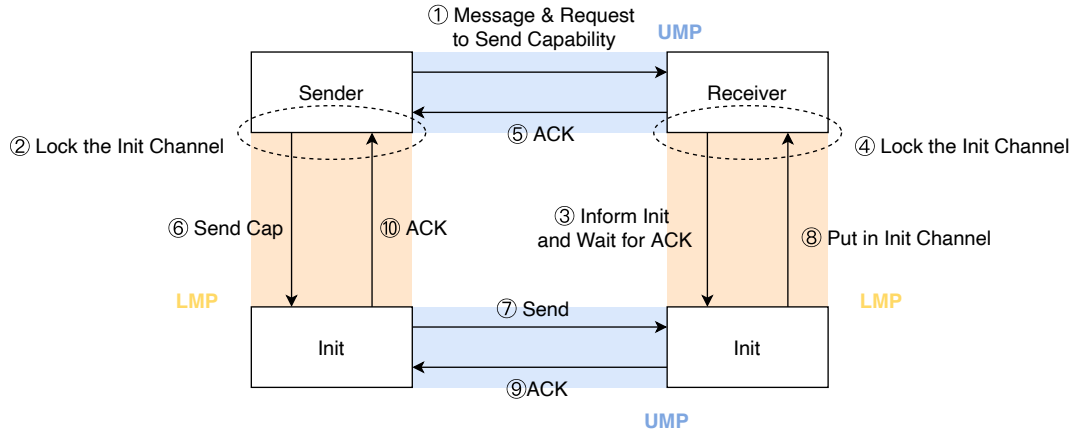 ① Message & Request
to Send Capability
UMP
Sender
Receiver
⑤ ACK
② Lock the Init Channel
④ Lock the Init Channel
⑥ Send Cap
⑩ ACK
③ Inform Init
and Wait for ACK
⑧ Put in Init Channel
LMP
LMP
⑦ Send
Init
Init
⑨ACK
UMP